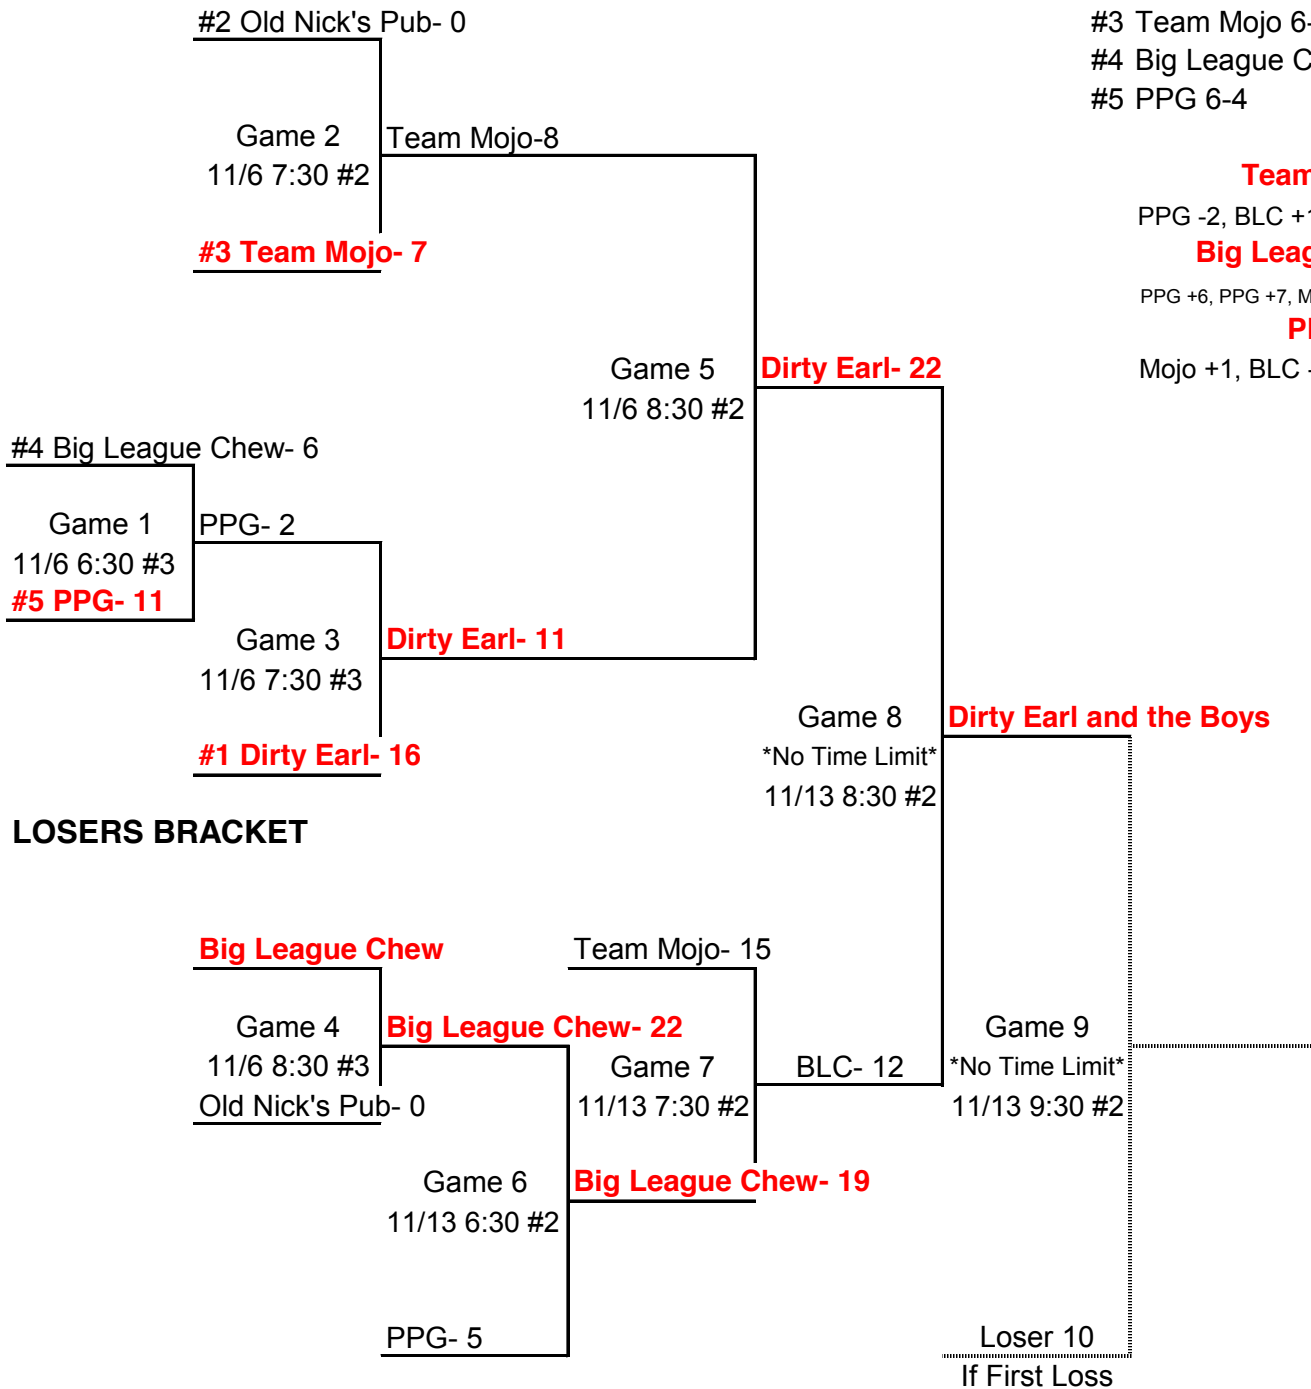 #2 Old Nick's Pub- 0
#3 Team Mojo 6-
#4 Big League C
#5 PPG 6-4
Game 2
Team Mojo-8
11/6 7:30 #2
Team
PPG -2, BLC +1
#3 Team Mojo- 7
Big Leag
PPG +6, PPG +7, M
Game 5
Dirty Earl- 22
Mojo +1, BLC -
11/6 8:30 #2
#4 Big League Chew- 6
Game 1
PPG- 2
11/6 6:30 #3
#5 PPG- 11
Game 3
Dirty Earl- 11
11/6 7:30 #3
Game 8
Dirty Earl and the Boys
#1 Dirty Earl- 16
*No Time Limit*
11/13 8:30 #2
LOSERS BRACKET
Big League Chew
Team Mojo- 15
Game 4
Big League Chew- 22
Game 9
11/6 8:30 #3
Game 7
BLC- 12
*No Time Limit*
Old Nick's Pub- 0
11/13 7:30 #2
11/13 9:30 #2
Game 6
Big League Chew- 19
11/13 6:30 #2
PPG- 5
Loser 10
If First Loss